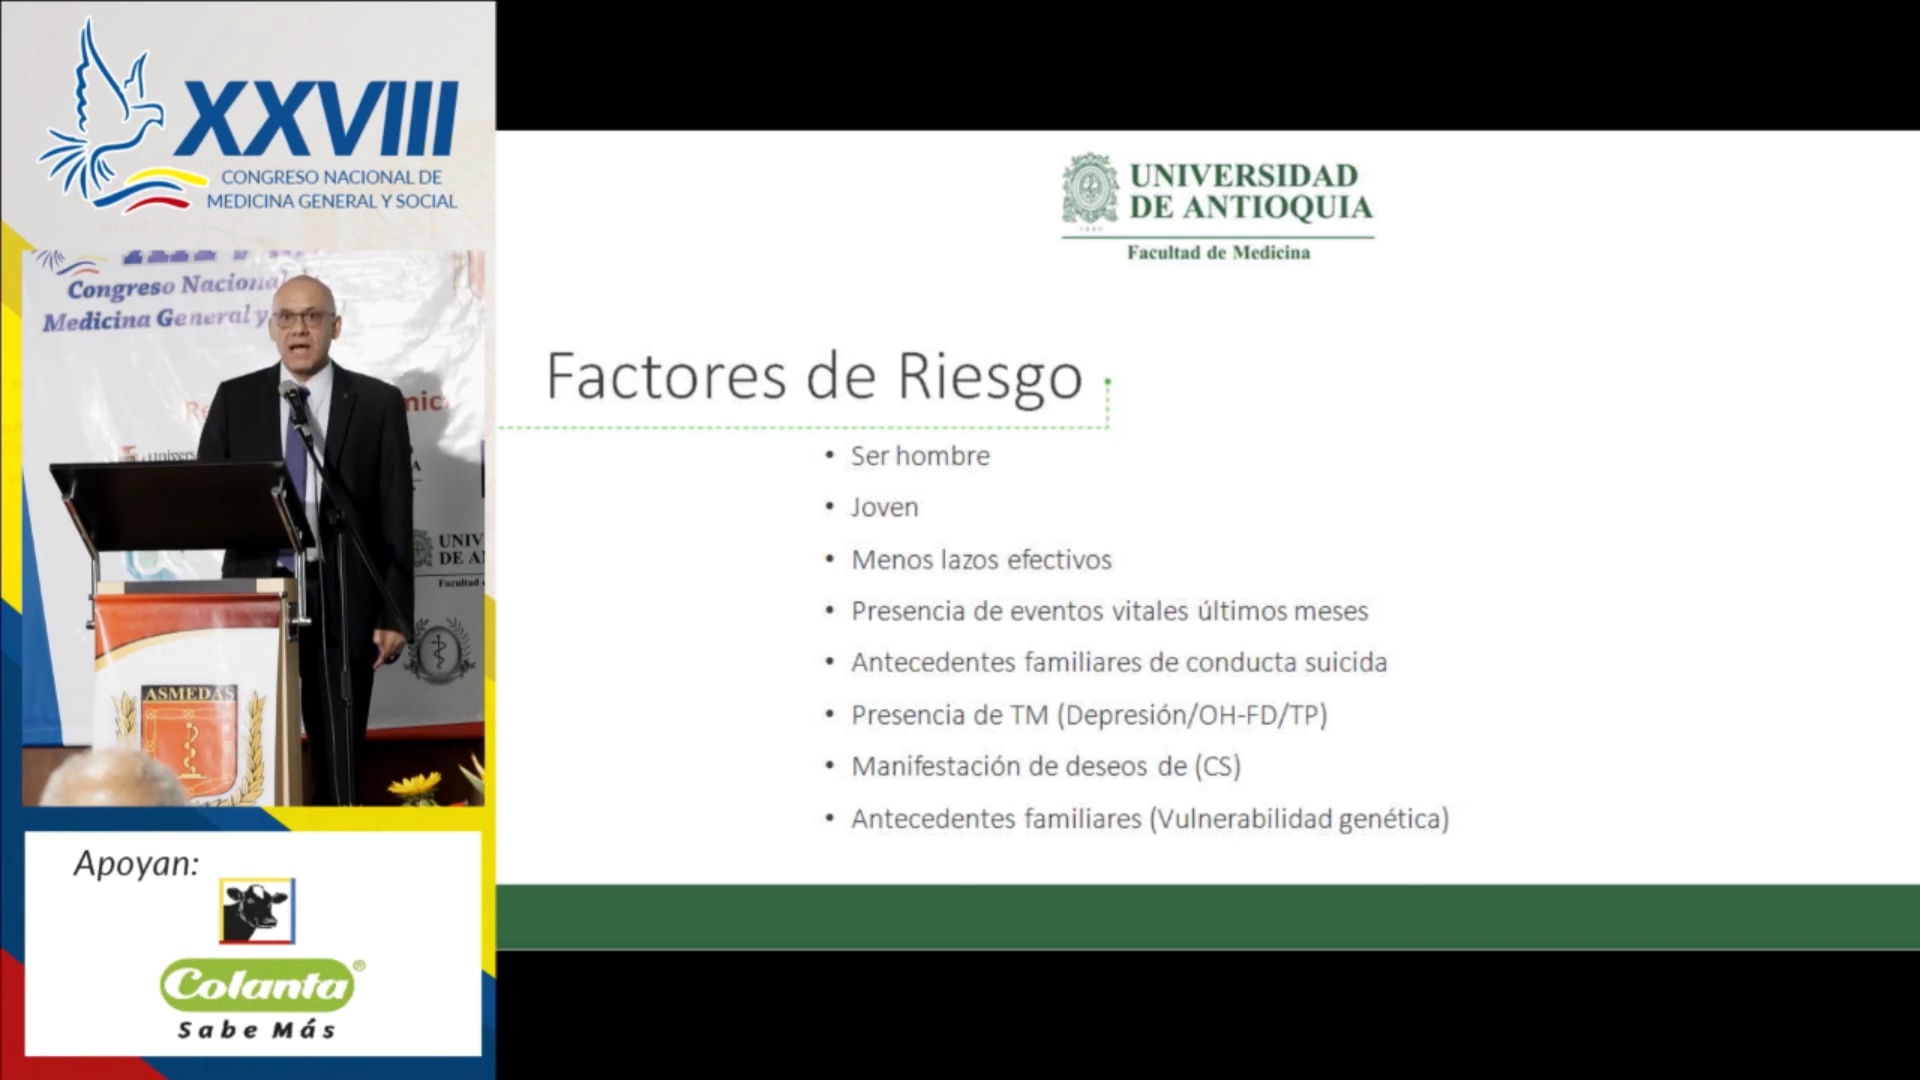 XXVIII
CONGRESO NACIONAL DE
MEDICINA GENERAL Y SOCIAL
Congreso Nacional
Medicina General y
UNIV
DE A
Facultad
ASMEDAS
Apoyan:
Colanta®
Sabe Más
UNIVERSIDAD
DE ANTIOQUIA
Facultad de Medicina
Factores de Riesgo
• Ser hombre
• Joven
• Menos lazos efectivos
• Presencia de eventos vitales últimos meses
• Antecedentes familiares de conducta suicida
• Presencia de TM (Depresión/OH-FD/TP)
• Manifestación de deseos de (CS)
• Antecedentes familiares (Vulnerabilidad genética)